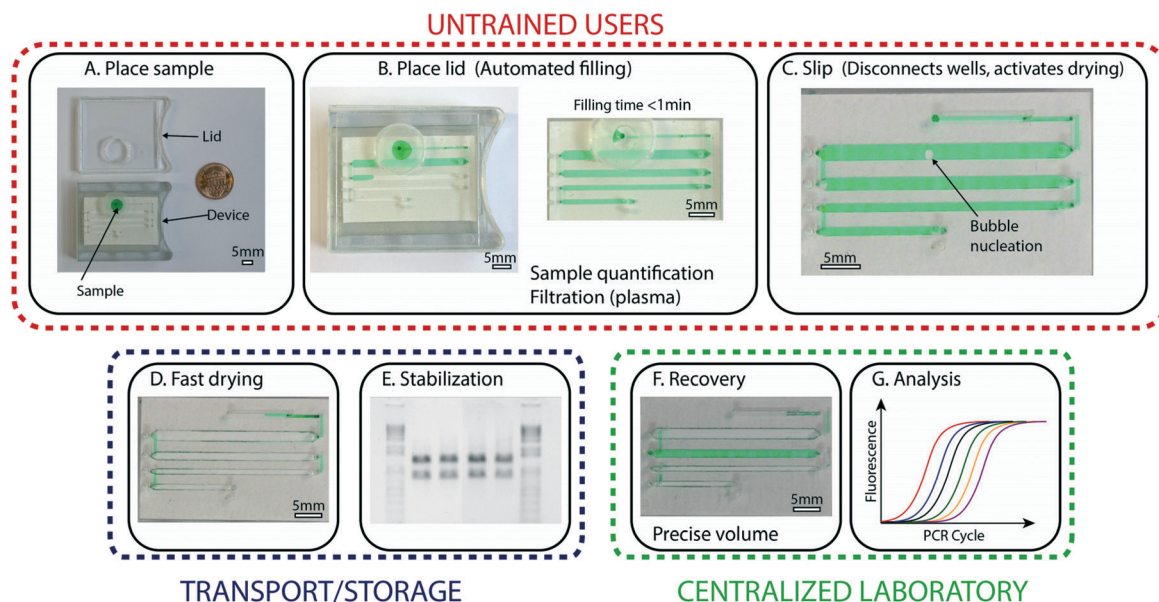 UNTRAINED USERS
A. Place sample
Lid
Device
5mm
Sample
B. Place lid (Automated filling)
Filling time <1min
5mm
5mm
Sample quantification
Filtration (plasma)
C. Slip (Disconnects wells, activates drying)
Bubble
nucleation
5mm
D. Fast drying
5mm
E. Stabilization
F. Recovery
5mm
Precise volume
G. Analysis
Fluorescence
PCR Cycle
TRANSPORT/STORAGE
CENTRALIZED LABORATORY